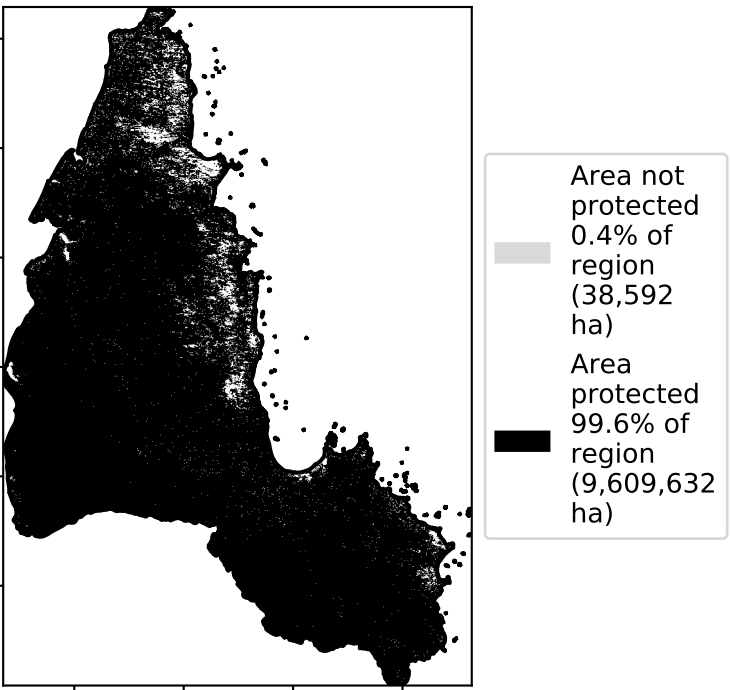 Area not
protected
0.4% of
region
(38,592
ha)
Area
protected
99.6% of
region
(9,609,632
ha)